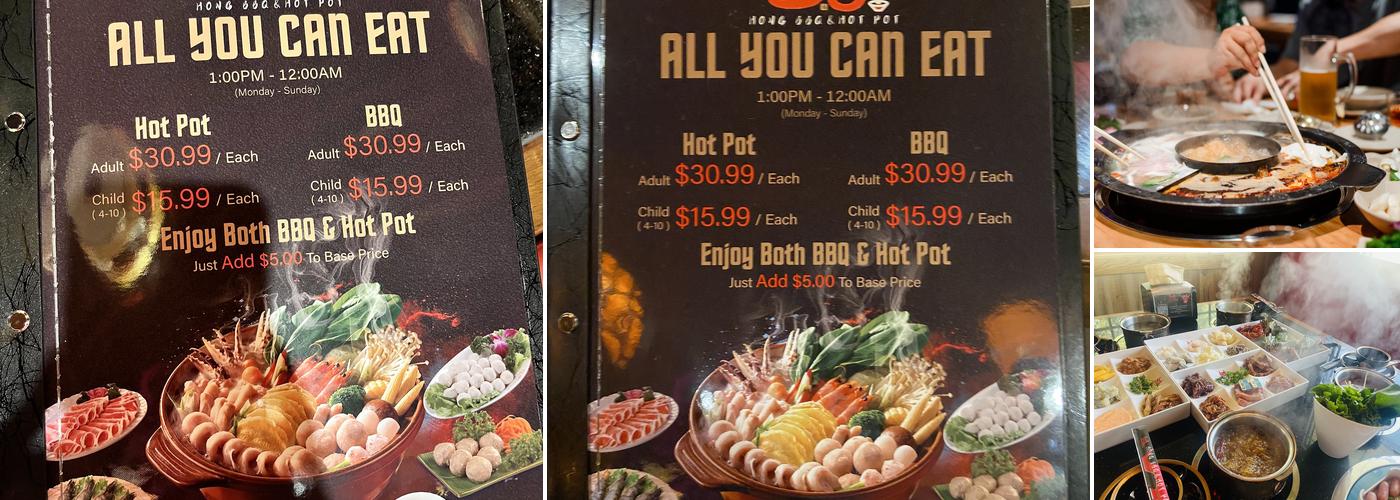 HONG BBQ & HOT POT
ALL YOU CAN EAT
1:00PM - 12:00AM
(Monday - Sunday)
Hot Pot
BBQ
Adult $30.99 / Each
Adult $30.99 / Each
Child (4-10) $15.99 / Each
Child (4-10) $15.99 / Each
Enjoy Both BBQ & Hot Pot
Just Add $5.00 To Base Price
HONG BBQ & HOT POT
ALL YOU CAN EAT
1:00PM - 12:00AM
(Monday - Sunday)
Hot Pot
BBQ
Adult $30.99 / Each
Adult $30.99 / Each
Child (4-10) $15.99 / Each
Child (4-10) $15.99 / Each
Enjoy Both BBQ & Hot Pot
Just Add $5.00 To Base Price